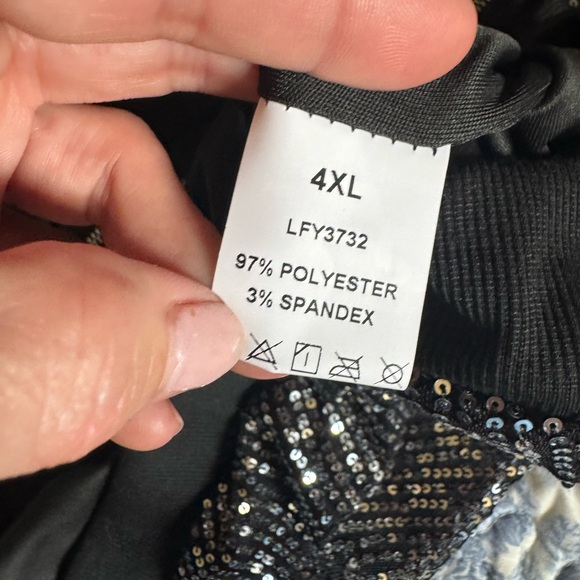 4XL
LFY3732
97% POLYESTER
3% SPANDEX